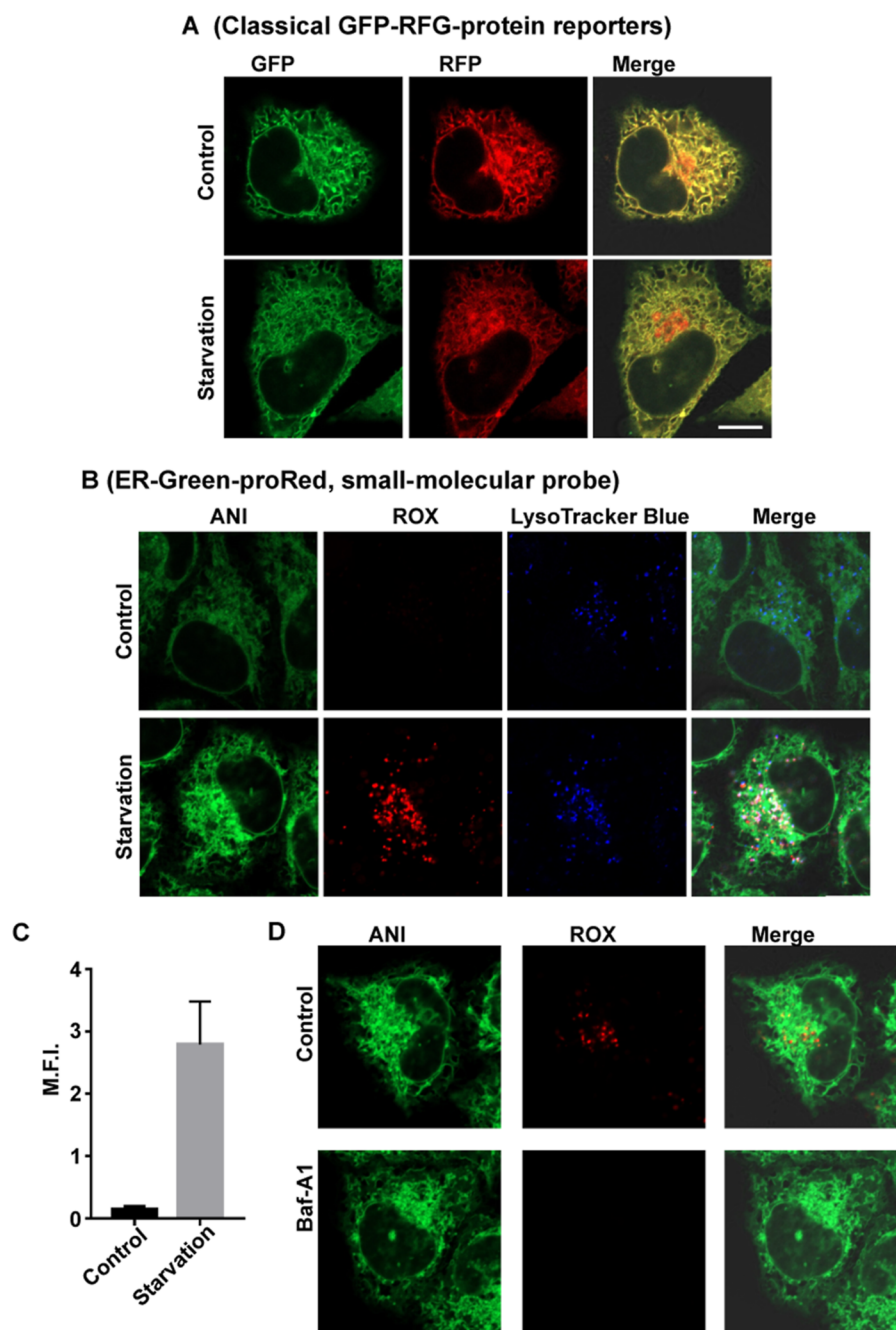 A (Classical GFP-RFG-protein reporters)
GFP RFP Merge
Control
Starvation
B (ER-Green-proRed, small-molecular probe)
ANI ROX LysoTracker Blue Merge
Control
Starvation
C
M.F.I.
4
3
2
1
0
Control Starvation
D
ANI ROX Merge
Control
Baf-A1